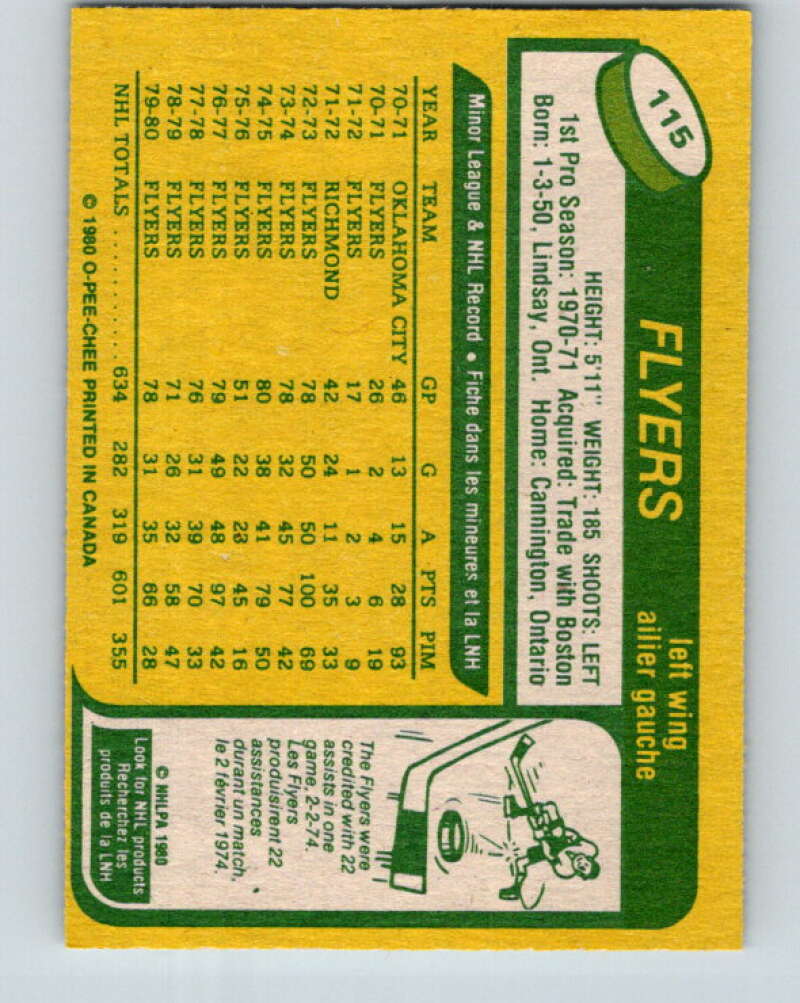 115
FLYERS
left wing
ailier gauche
HEIGHT: 5'11" WEIGHT: 185 SHOOTS: LEFT
1st Pro Season: 1970-71 Acquired: Trade with Boston
Born: 1-3-50, Lindsay, Ont. Home: Cannington, Ontario
Minor League & NHL Record • Fiche dans les mineures et la LNH
YEAR TEAM GP G A PTS PIM
70-71 OKLAHOMA CITY 46 13 15 28 93
70-71 FLYERS 26 2 4 6 19
71-72 FLYERS 17 1 2 3 9
71-72 RICHMOND 42 24 11 35 33
72-73 FLYERS 78 50 50 100 69
73-74 FLYERS 78 32 45 77 42
74-75 FLYERS 80 38 41 79 50
75-76 FLYERS 51 22 23 45 16
76-77 FLYERS 79 49 48 97 42
77-78 FLYERS 76 31 39 70 33
78-79 FLYERS 71 26 32 58 47
79-80 FLYERS 78 31 35 66 28
NHL TOTALS ............ 634 282 319 601 355
© 1980 O-PEE-CHEE PRINTED IN CANADA
The Flyers were
credited with 22
assists in one
game, 2-2-74.
Les Flyers
produisirent 22
assistances
durant un match,
le 2 février 1974.
© NHLPA 1980
Look for NHL products
Recherchez les
produits de la LNH